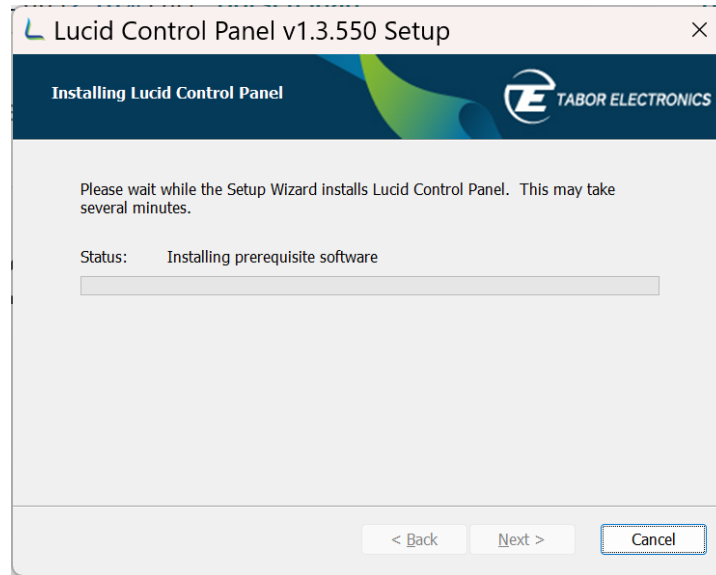 Lucid Control Panel v1.3.550 Setup
Installing Lucid Control Panel
TABOR ELECTRONICS
Please wait while the Setup Wizard installs Lucid Control Panel. This may take
several minutes.
Status: Installing prerequisite software
< Back Next > Cancel